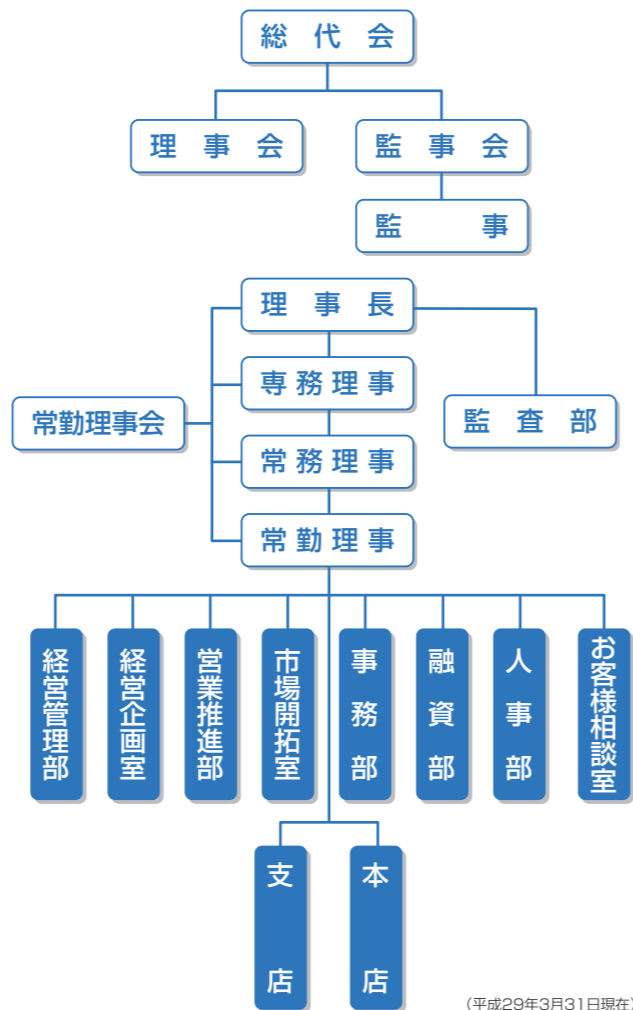 総代会
理事会
監事会
監事
理事長
専務理事
常勤理事会
監査部
常務理事
常勤理事
経営管理部
経営企画室
営業推進部
市場開拓室
事務部
融資部
人事部
お客様相談室
支店
本店
(平成29年3月31日現在)